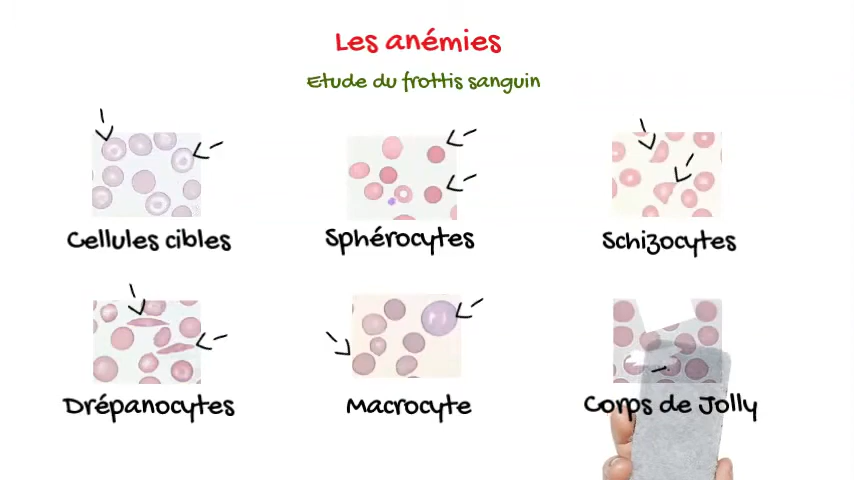 Les anémies
Etude du frottis sanguin
Cellules cibles
Sphérocytes
Schizocytes
Drépanocytes
Macrocyte
Corps de Jolly